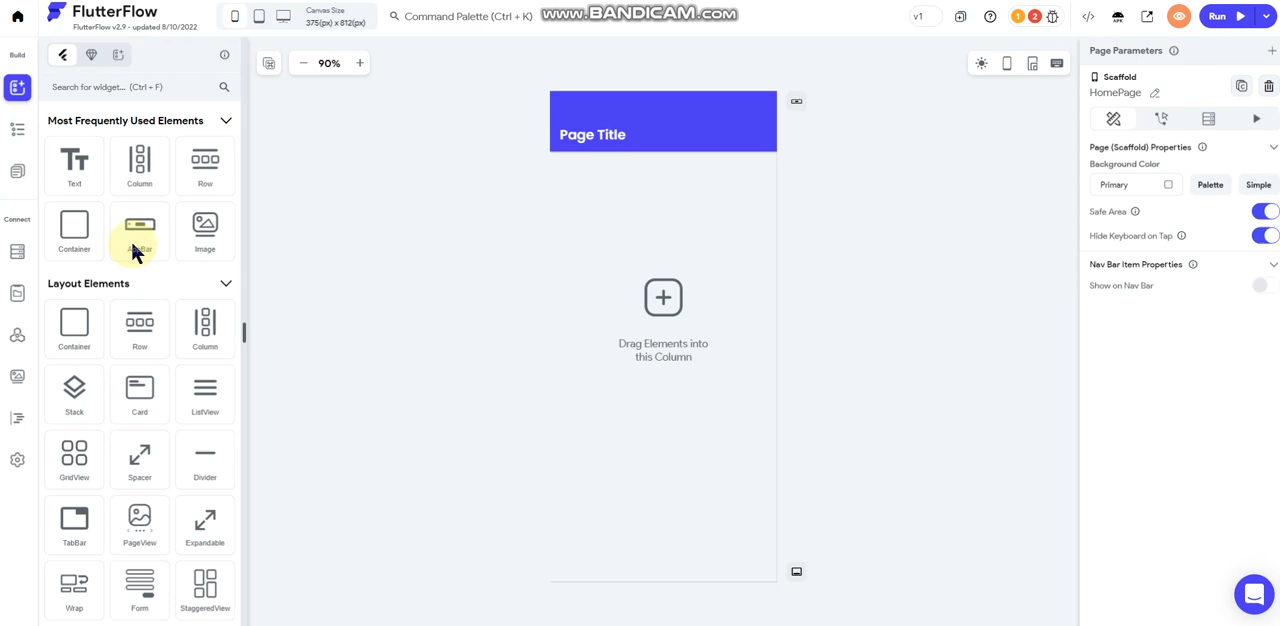 FlutterFlow
FlutterFlow v2.9 - updated 8/10/2022
Canvas Size
375(px) x 812(px)
Command Palette (Ctrl + K)
www.BANDICAM.com
v1
1
2
APK
Run
Build
Search for widget... (Ctrl + F)
90%
Page Parameters
Most Frequently Used Elements
Scaffold
HomePage
Text
Column
Row
Page Title
Page (Scaffold) Properties
Background Color
Primary
Palette
Simple
Connect
Container
AppBar
Image
Safe Area
Hide Keyboard on Tap
Layout Elements
Nav Bar Item Properties
Show on Nav Bar
Container
Row
Column
Drag Elements into
this Column
Stack
Card
ListView
GridView
Spacer
Divider
TabBar
PageView
Expandable
Wrap
Form
StaggeredView